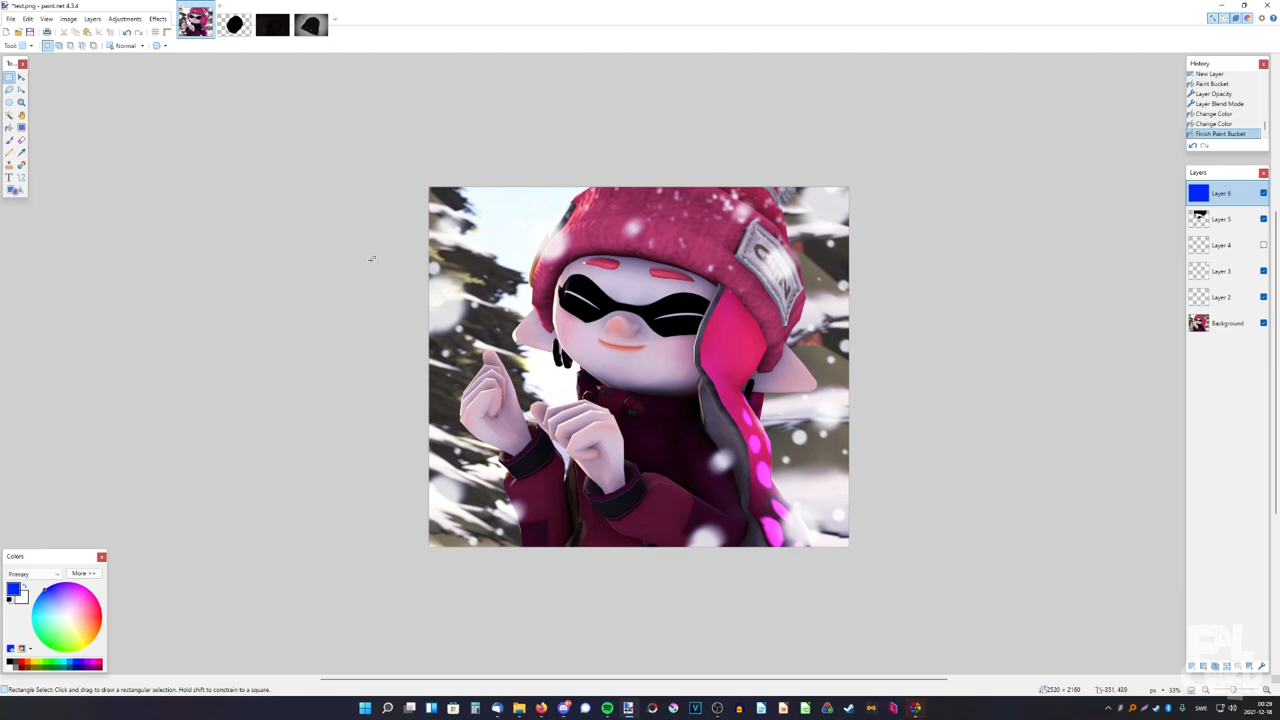 *test.png - paint.net 4.3.4
File Edit View Image Layers Adjustments Effects
Tool: Normal
To...
History
New Layer
Paint Bucket
Layer Opacity
Layer Blend Mode
Change Color
Change Color
Finish Paint Bucket
Layers
Layer 6
Layer 5
Layer 4
Layer 3
Layer 2
Background
Colors
Primary More >>
Rectangle Select: Click and drag to draw a rectangular selection. Hold shift to constrain to a square. 2520 × 2160 -351, 439 px 33%
SWE 00:29
2021-12-18